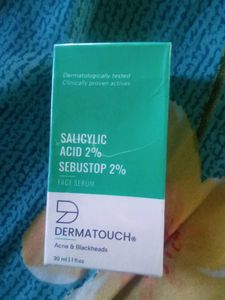 Dermatologically tested
Clinically proven actives
SALICYLIC
ACID 2%
SEBUSTOP 2%
FACE SERUM
DERMATOUCH®
Acne & Blackheads
30 ml | 1 fl oz